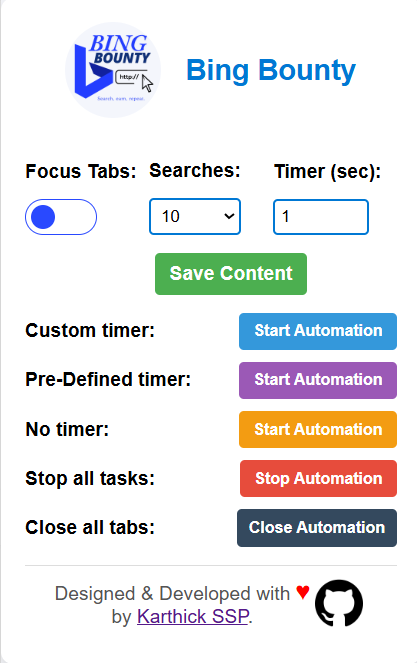 BING
BOUNTY
http://
Search, earn, repeat.
Bing Bounty
Focus Tabs: Searches: Timer (sec):
10 1
Save Content
Custom timer: Start Automation
Pre-Defined timer: Start Automation
No timer: Start Automation
Stop all tasks: Stop Automation
Close all tabs: Close Automation
Designed & Developed with ♥
by Karthick SSP.